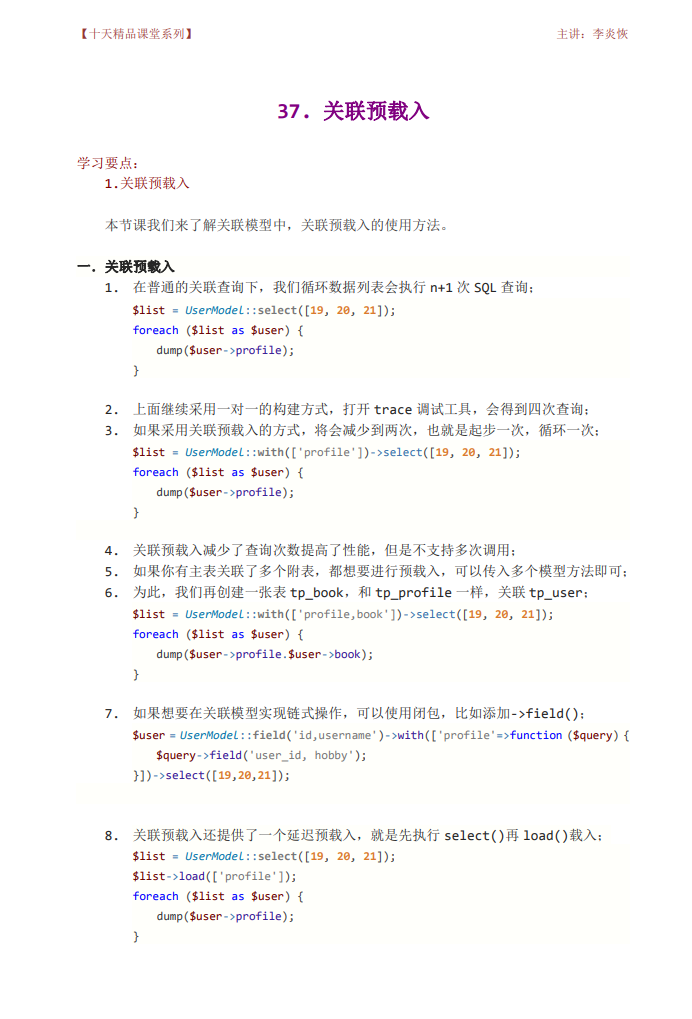 【十天精品课堂系列】 主讲：李炎恢
37．关联预载入
学习要点：
1.关联预载入
本节课我们来了解关联模型中，关联预载入的使用方法。
一．关联预载入
1. 在普通的关联查询下，我们循环数据列表会执行 n+1 次 SQL 查询；
$list = UserModel::select([19, 20, 21]);
foreach ($list as $user) {
dump($user->profile);
}
2. 上面继续采用一对一的构建方式，打开 trace 调试工具，会得到四次查询；
3. 如果采用关联预载入的方式，将会减少到两次，也就是起步一次，循环一次；
$list = UserModel::with(['profile'])->select([19, 20, 21]);
foreach ($list as $user) {
dump($user->profile);
}
4. 关联预载入减少了查询次数提高了性能，但是不支持多次调用；
5. 如果你有主表关联了多个附表，都想要进行预载入，可以传入多个模型方法即可；
6. 为此，我们再创建一张表 tp_book，和 tp_profile 一样，关联 tp_user；
$list = UserModel::with(['profile,book'])->select([19, 20, 21]);
foreach ($list as $user) {
dump($user->profile.$user->book);
}
7. 如果想要在关联模型实现链式操作，可以使用闭包，比如添加->field()；
$user = UserModel::field('id,username')->with(['profile'=>function ($query) {
$query->field('user_id, hobby');
}])->select([19,20,21]);
8. 关联预载入还提供了一个延迟预载入，就是先执行 select()再 load()载入；
$list = UserModel::select([19, 20, 21]);
$list->load(['profile']);
foreach ($list as $user) {
dump($user->profile);
}